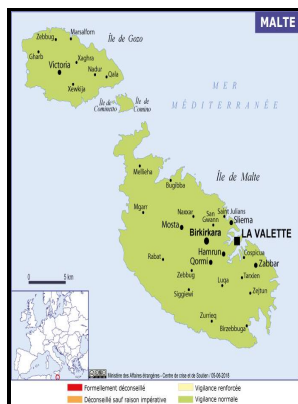 MALTE
Zebbug
Marsalforn
Île de Gozo
Gharb
Xaghra
Victoria
Nadur
Qala
Xewkija
Île de Cominotto
Île de Comino
MER
MÉDITERRANÉE
Mellieha
Bugibba
Île de Malte
Mgarr
Naxxar
San Gwann
Saint Julians
Sliema
Mosta
Birkirkara
LA VALETTE
Rabat
Hamrun
Cospicua
Qormi
Zabbar
Zebbug
Luqa
Tarxien
Siggiewi
Zejtun
Zurrieq
Birzebbuga
0 5 km
Ministère des Affaires étrangères - Centre de crise et de Soutien / 05-06-2018
Formellement déconseillé
Vigilance renforcée
Déconseillé sauf raison impérative
Vigilance normale